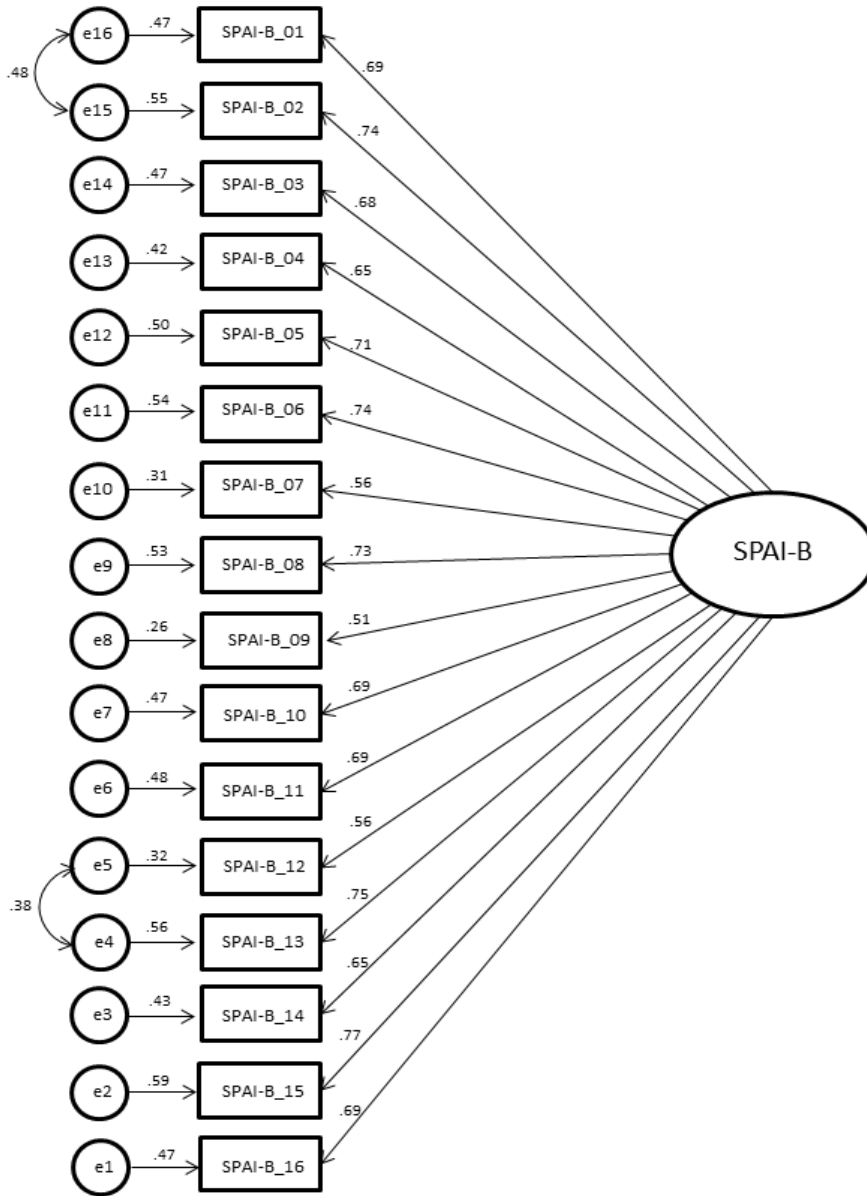 e16 .47 SPAI-B_01
.69
.48
e15 .55 SPAI-B_02
.74
e14 .47 SPAI-B_03
.68
e13 .42 SPAI-B_04
.65
e12 .50 SPAI-B_05
.71
e11 .54 SPAI-B_06
.74
e10 .31 SPAI-B_07
.56
e9 .53 SPAI-B_08
.73
SPAI-B
e8 .26 SPAI-B_09
.51
e7 .47 SPAI-B_10
.69
e6 .48 SPAI-B_11
.69
e5 .32 SPAI-B_12
.56
.38
e4 .56 SPAI-B_13
.75
e3 .43 SPAI-B_14
.65
e2 .59 SPAI-B_15
.77
e1 .47 SPAI-B_16
.69